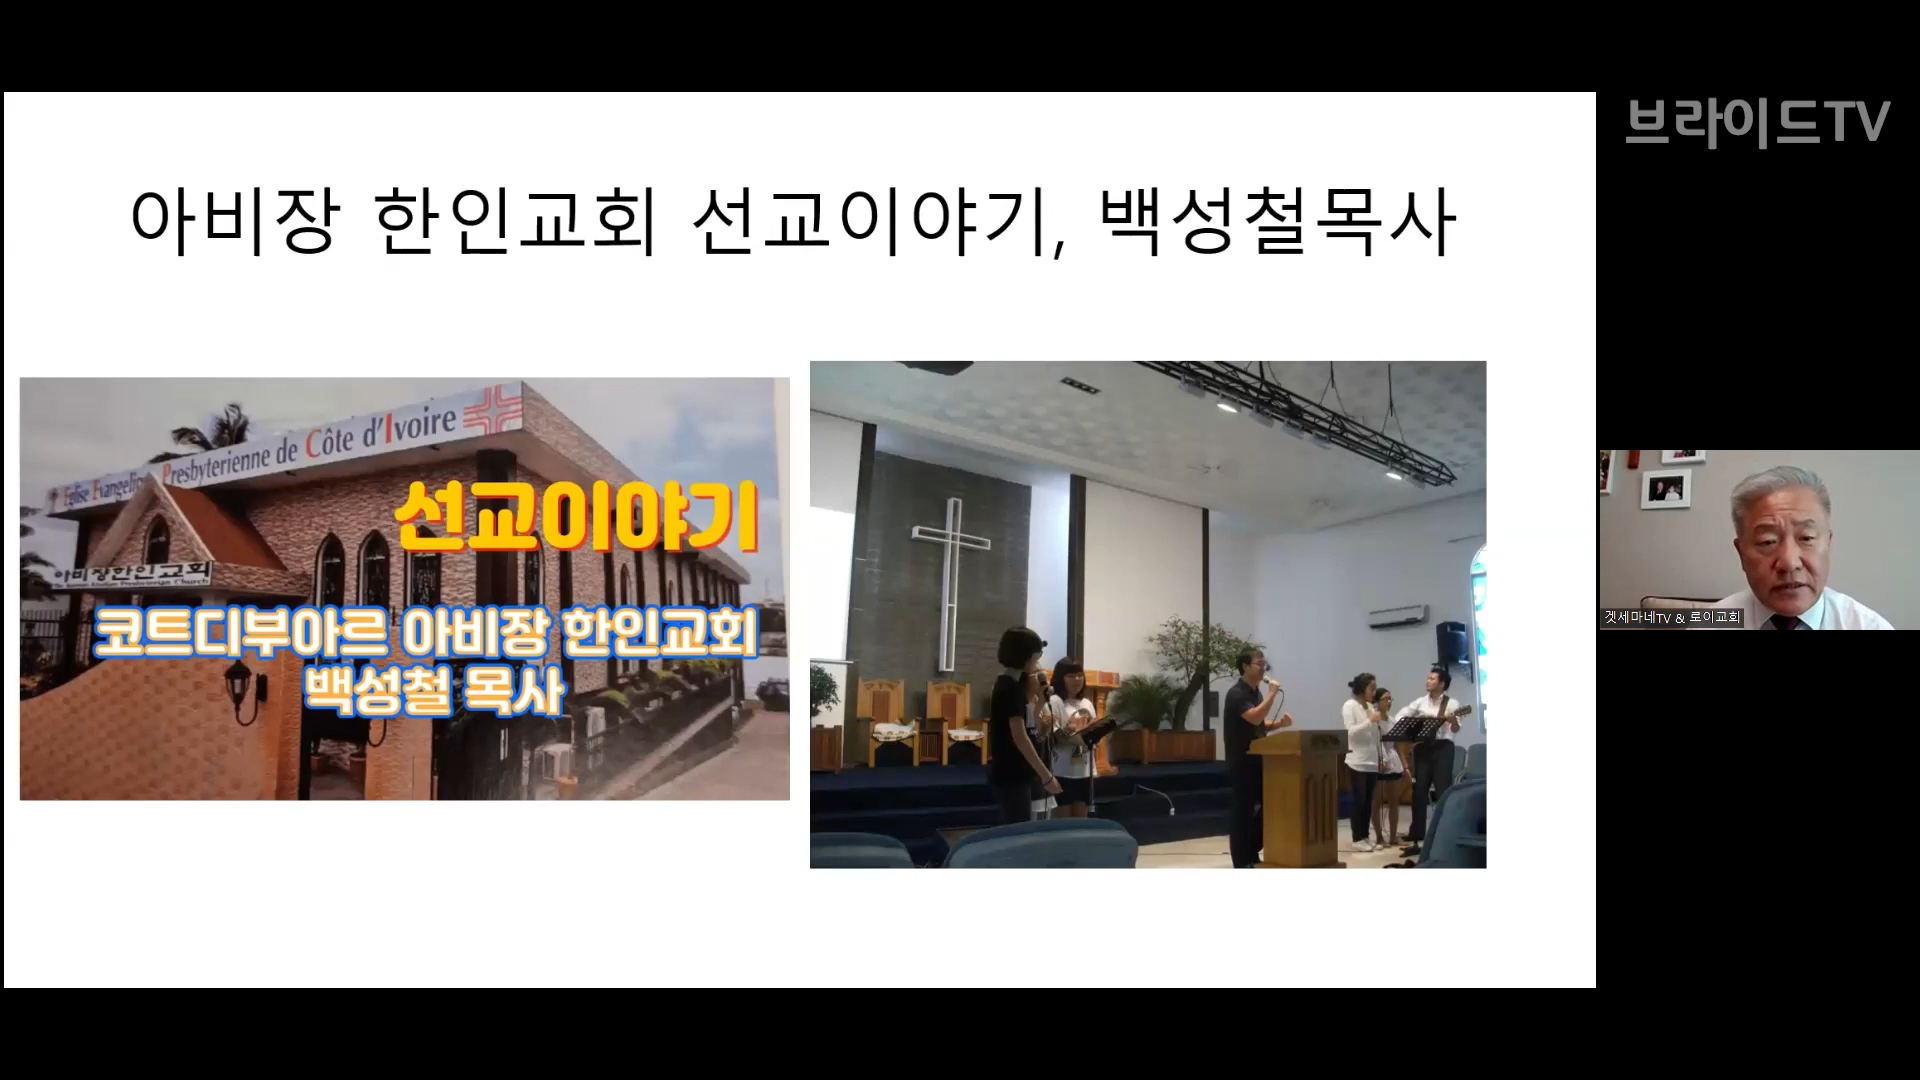 브라이드TV
아비장 한인교회 선교이야기, 백성철목사
Eglise Evangelique Presbyterienne de Côte d'Ivoire
선교이야기
아비장한인교회
코트디부아르 아비장 한인교회
백성철 목사
겟세마네TV & 로이교회